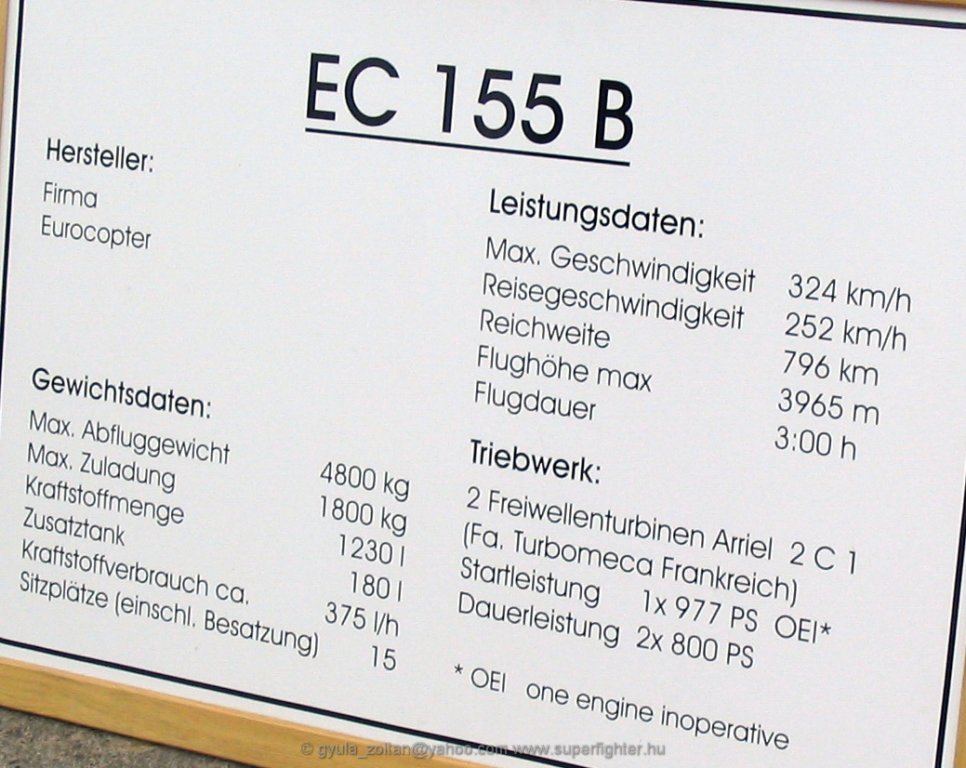 EC 155 B
Hersteller:
Firma
Eurocopter
Gewichtsdaten:
Max. Abfluggewicht 4800 kg
Max. Zuladung 1800 kg
Kraftstoffmenge 1230 l
Zusatztank 180 l
Kraftstoffverbrauch ca. 375 l/h
Sitzplätze (einschl. Besatzung) 15
Leistungsdaten:
Max. Geschwindigkeit 324 km/h
Reisegeschwindigkeit 252 km/h
Reichweite 796 km
Flughöhe max 3965 m
Flugdauer 3:00 h
Triebwerk:
2 Freiwellenturbinen Arriel 2 C 1
(Fa. Turbomeca Frankreich)
Startleistung 1x 977 PS OEI*
Dauerleistung 2x 800 PS
* OEI one engine inoperative
© gyula_zoltan@yahoo.com www.superfighter.hu